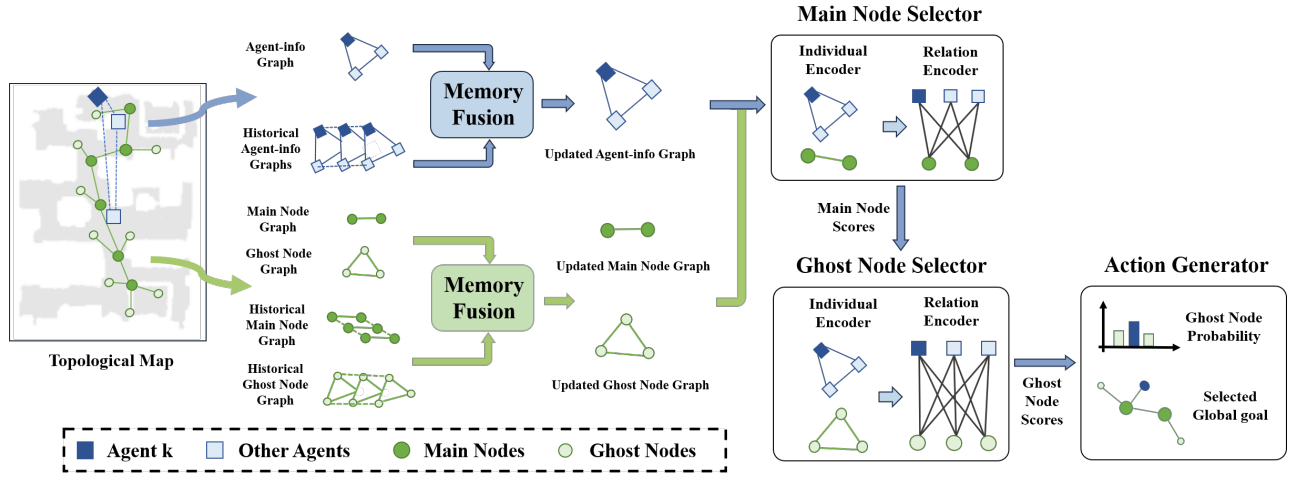 Topological Map
Agent-info
Graph
Historical
Agent-info
Graphs
Memory
Fusion
Updated Agent-info Graph
Main Node
Graph
Ghost Node
Graph
Historical
Main Node
Graph
Historical
Ghost Node
Graph
Memory
Fusion
Updated Main Node Graph
Updated Ghost Node Graph
Main Node Selector
Individual
Encoder
Relation
Encoder
Main Node
Scores
Ghost Node Selector
Individual
Encoder
Relation
Encoder
Ghost
Node
Scores
Action Generator
Ghost Node
Probability
Selected
Global goal
Agent k
Other Agents
Main Nodes
Ghost Nodes